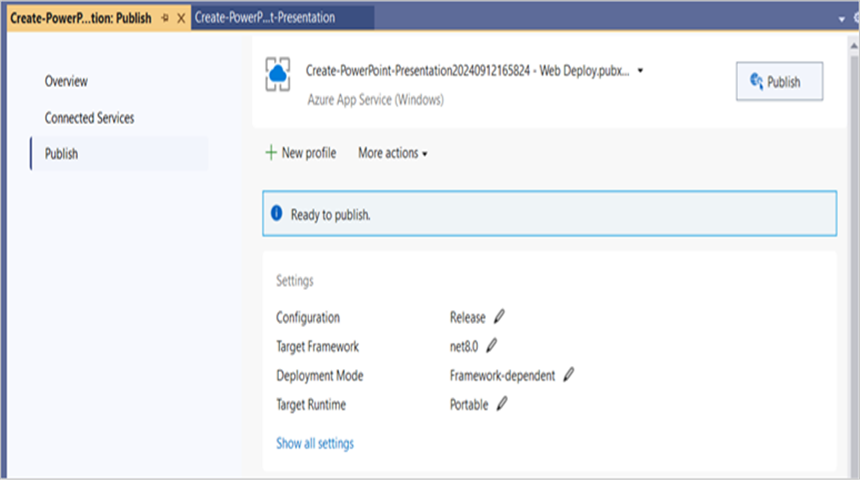 Create-PowerP...tion: Publish
Create-PowerP...t-Presentation
Overview
Connected Services
Publish
Create-PowerPoint-Presentation20240912165824 - Web Deploy.pubx...
Azure App Service (Windows)
Publish
New profile
More actions
Ready to publish.
Settings
Configuration Release
Target Framework net8.0
Deployment Mode Framework-dependent
Target Runtime Portable
Show all settings